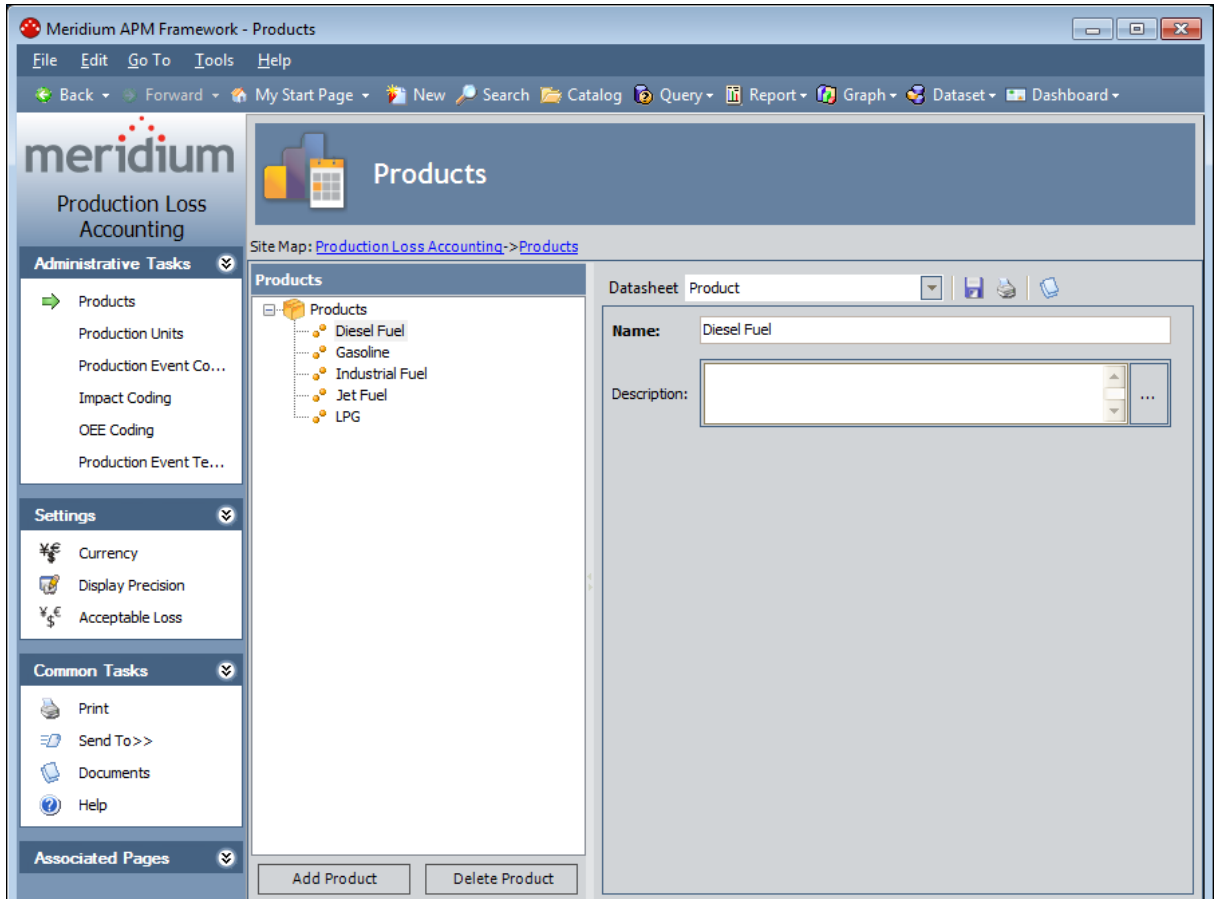 Meridium APM Framework - Products
File Edit Go To Tools Help
Back Forward My Start Page New Search Catalog Query Report Graph Dataset Dashboard
meridium
Production Loss
Accounting
Products
Site Map: Production Loss Accounting->Products
Administrative Tasks
Products
Production Units
Production Event Co...
Impact Coding
OEE Coding
Production Event Te...
Settings
Currency
Display Precision
Acceptable Loss
Common Tasks
Print
Send To>>
Documents
Help
Associated Pages
Products
Products
Diesel Fuel
Gasoline
Industrial Fuel
Jet Fuel
LPG
Add Product Delete Product
Datasheet Product
Name: Diesel Fuel
Description: ...